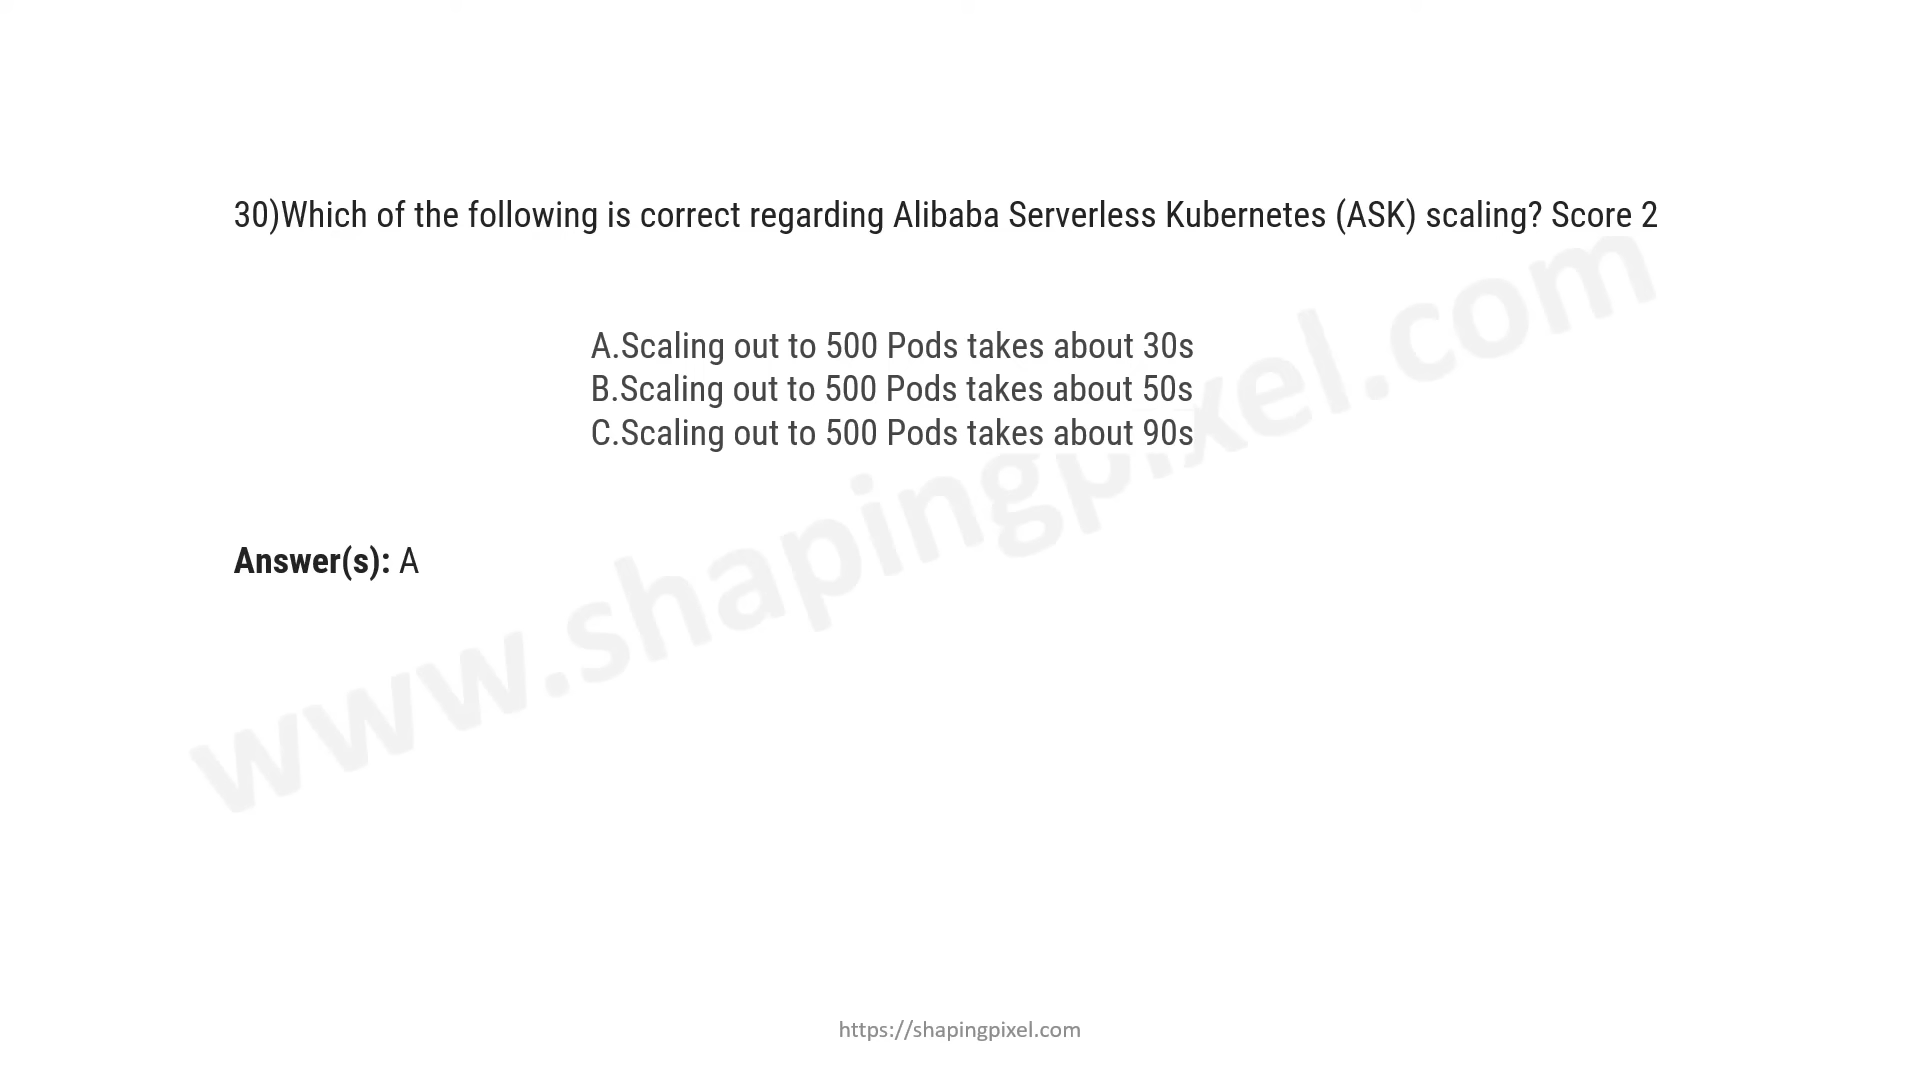 30)Which of the following is correct regarding Alibaba Serverless Kubernetes (ASK) scaling? Score 2
A.Scaling out to 500 Pods takes about 30s
B.Scaling out to 500 Pods takes about 50s
C.Scaling out to 500 Pods takes about 90s
Answer(s): A
www.shapingpixel.com
https://shapingpixel.com